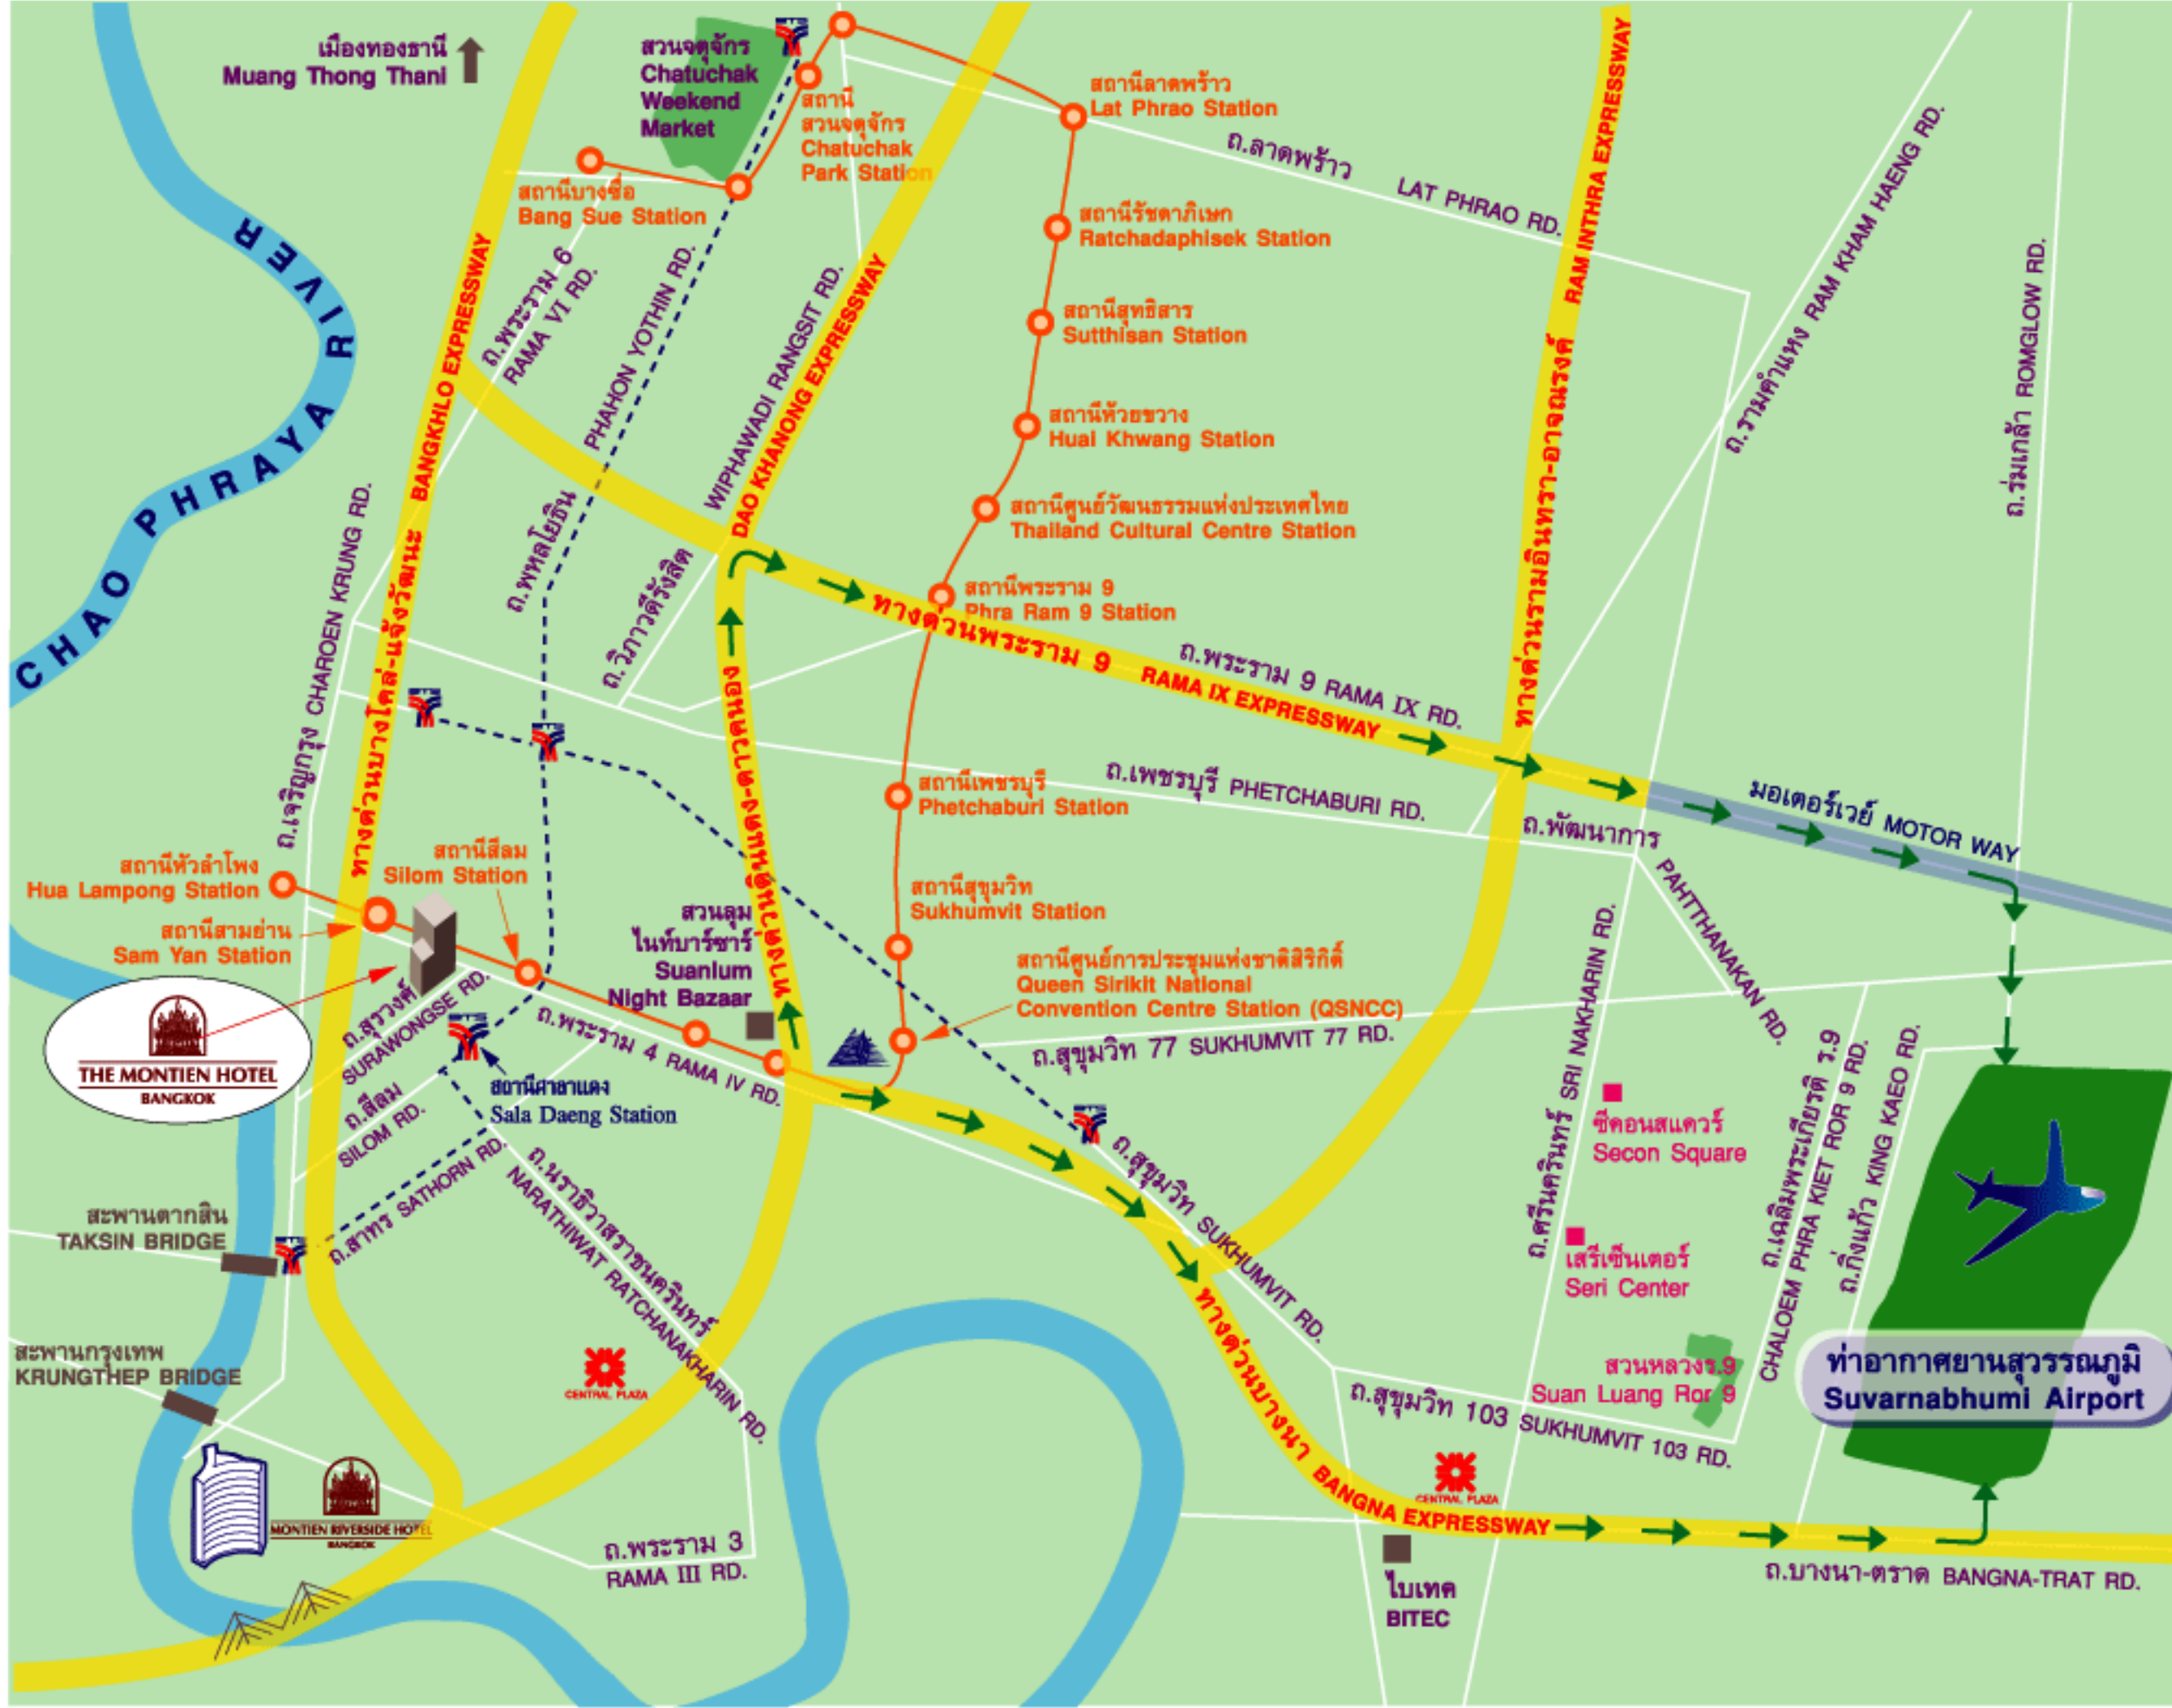 เมืองทองธานี
Muang Thong Thani
สวนจตุจักร
Chatuchak
Weekend
Market
สถานี
สวนจตุจักร
Chatuchak
Park Station
สถานีลาดพร้าว
Lat Phrao Station
ถ.ลาดพร้าว LAT PHRAO RD.
RAM INTHRA EXPRESSWAY
ทางด่วนรามอินทรา-อาจณรงค์
ถ.รามคำแหง RAM KHAM HAENG RD.
ถ.ร่มเกล้า ROMGLOW RD.
สถานีบางซื่อ
Bang Sue Station
CHAO PHRAYA RIVER
ถ.พระราม 6
RAMA VI RD.
PHAHON YOTHIN RD.
ถ.พหลโยธิน
WIPHAWADI RANGSIT RD.
ถ.วิภาวดีรังสิต
DAO KHANONG EXPRESSWAY
สถานีรัชดาภิเษก
Ratchadaphisek Station
สถานีสุทธิสาร
Sutthisan Station
สถานีห้วยขวาง
Huai Khwang Station
สถานีศูนย์วัฒนธรรมแห่งประเทศไทย
Thailand Cultural Centre Station
สถานีพระราม 9
Phra Ram 9 Station
ทางด่วนพระราม 9 RAMA IX EXPRESSWAY
ถ.พระราม 9 RAMA IX RD.
ถ.เจริญกรุง CHAROEN KRUNG RD.
ทางด่วนบางโคล่-แจ้งวัฒนะ BANGKHLO EXPRESSWAY
สถานีเพชรบุรี
Phetchaburi Station
ถ.เพชรบุรี PHETCHABURI RD.
ถ.พัฒนาการ
PAHTTHANAKAN RD.
มอเตอร์เวย์ MOTOR WAY
สถานีหัวลำโพง
Hua Lampong Station
สถานีสีลม
Silom Station
สถานีสามย่าน
Sam Yan Station
สวนลุม
ไนท์บาร์ซาร์
Suanlum
Night Bazaar
สถานีสุขุมวิท
Sukhumvit Station
สถานีศูนย์การประชุมแห่งชาติสิริกิติ์
Queen Sirikit National
Convention Centre Station (QSNCC)
ถ.สุขุมวิท 77 SUKHUMVIT 77 RD.
THE MONTIEN HOTEL
BANGKOK
ถ.สุรวงศ์
SURAWONGSE RD.
ถ.พระราม 4 RAMA IV RD.
ถ.สีลม
SILOM RD.
สถานีศาลาแดง
Sala Daeng Station
ถ.สาทร SATHORN RD.
ถ.นราธิวาสราชนครินทร์
NARATHIWAT RATCHANAKHARIN RD.
ถ.สุขุมวิท SUKHUMVIT RD.
ถ.ศรีนครินทร์ SRI NAKHARIN RD.
ซีคอนสแควร์
Secon Square
เสรีเซ็นเตอร์
Seri Center
ถ.เฉลิมพระเกียรติ ร.9
CHALOEM PHRA KIET ROR 9 RD.
ถ.กิ่งแก้ว KING KAEO RD.
สะพานตากสิน
TAKSIN BRIDGE
สะพานกรุงเทพ
KRUNGTHEP BRIDGE
CENTRAL PLAZA
ทางด่วนบางนา BANGNA EXPRESSWAY
สวนหลวงร.9
Suan Luang Ror 9
ท่าอากาศยานสุวรรณภูมิ
Suvarnabhumi Airport
ถ.สุขุมวิท 103 SUKHUMVIT 103 RD.
CENTRAL PLAZA
MONTIEN RIVERSIDE HOTEL
BANGKOK
ถ.พระราม 3
RAMA III RD.
ไบเทค
BITEC
ถ.บางนา-ตราด BANGNA-TRAT RD.